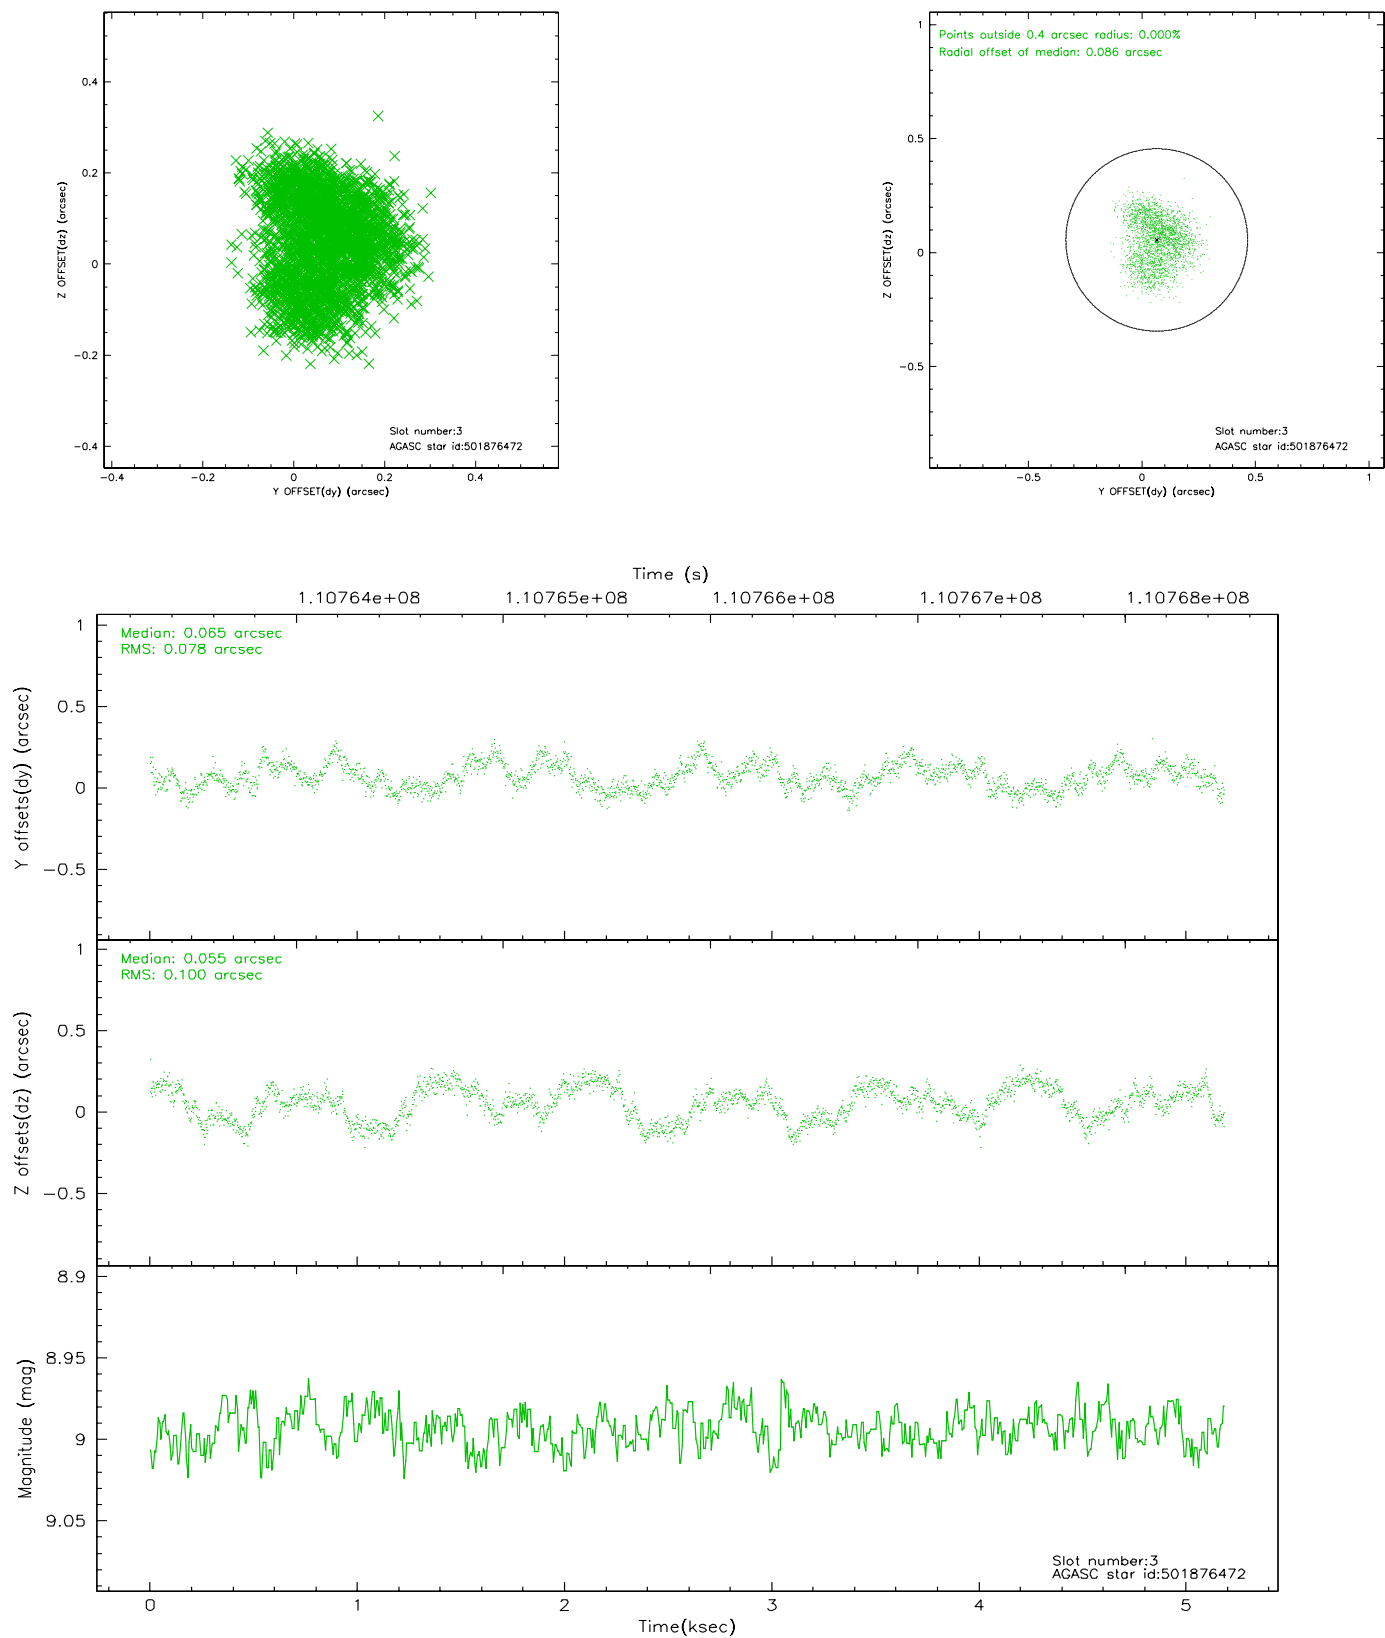 0.4
0.2
0
-0.2
-0.4
Z OFFSET(dz) (arcsec)
Slot number:3
AGASC star id:501876472
-0.4 -0.2 0 0.2 0.4
Y OFFSET(dy) (arcsec)
Points outside 0.4 arcsec radius: 0.000%
Radial offset of median: 0.086 arcsec
1
0.5
0
-0.5
Z OFFSET(dz) (arcsec)
Slot number:3
AGASC star id:501876472
-0.5 0 0.5 1
Y OFFSET(dy) (arcsec)
Time (s)
1.10764e+08 1.10765e+08 1.10766e+08 1.10767e+08 1.10768e+08
Median: 0.065 arcsec
RMS: 0.078 arcsec
1
0.5
0
-0.5
Y offsets(dy) (arcsec)
Median: 0.055 arcsec
RMS: 0.100 arcsec
1
0.5
0
-0.5
Z offsets(dz) (arcsec)
8.9
8.95
9
9.05
Magnitude (mag)
Slot number:3
AGASC star id:501876472
0 1 2 3 4 5
Time(ksec)